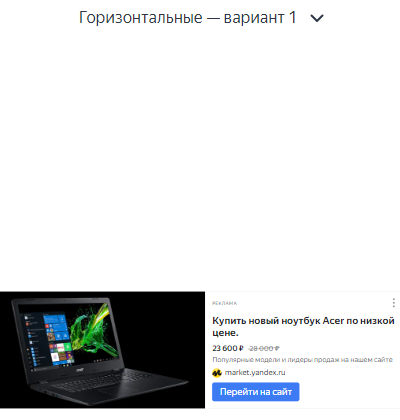 Горизонтальные — вариант 1
РЕКЛАМА
Купить новый ноутбук Acer по низкой
цене.
23 600 ₽ 28 000 ₽
Популярные модели и лидеры продаж на нашем сайте
market.yandex.ru
Перейти на сайт